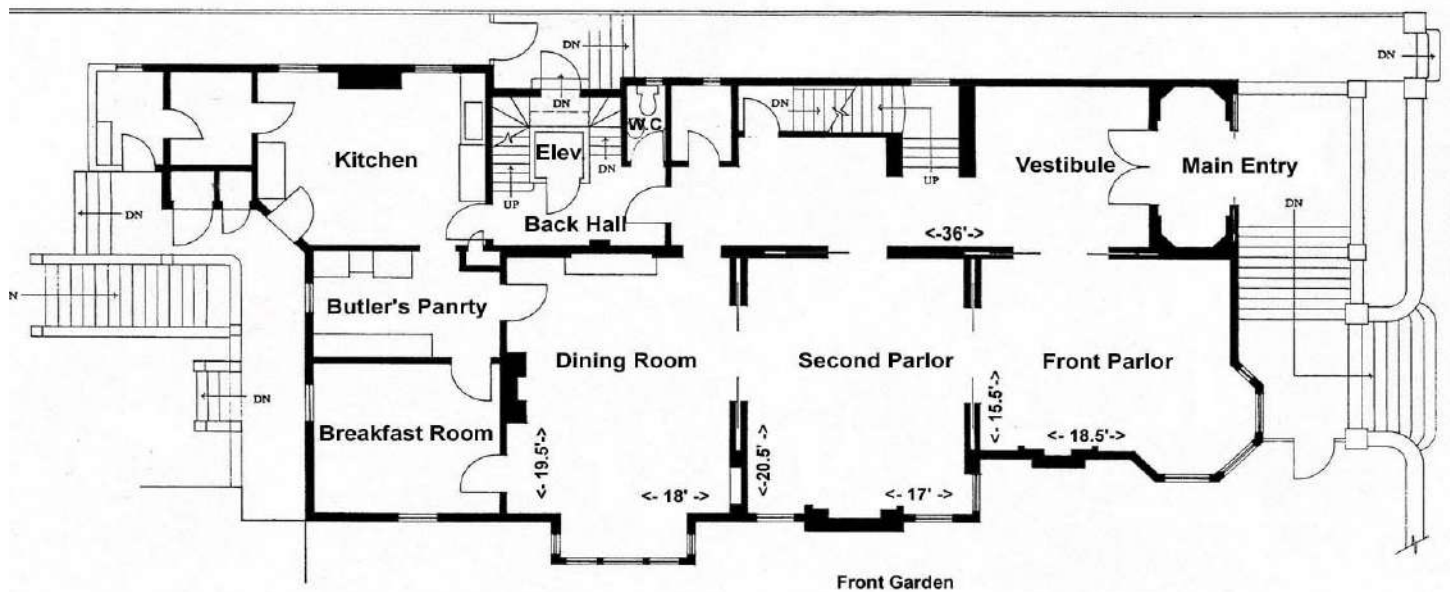 DN
DN
DN
W.C
DN
Kitchen
Elev
DN
Vestibule
Main Entry
UP
UP
DN
DN
Back Hall
<-36'->
N
Butler's Panrty
Dining Room
Second Parlor
Front Parlor
DN
Breakfast Room
<- 19.5'->
<- 18' ->
<-20.5' ->
<- 17' ->
<- 15.5'->
<- 18.5'->
Front Garden